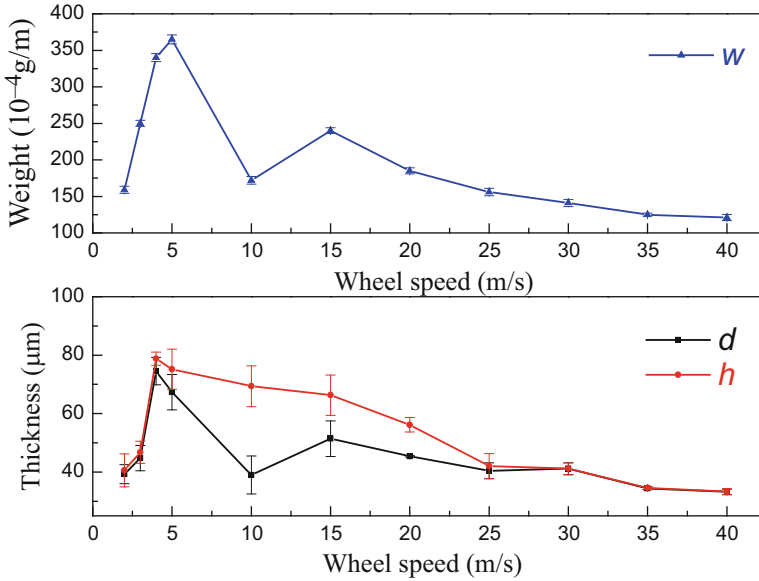 400
350
300
250
200
150
100
Weight (10⁻⁴g/m)
w
0 5 10 15 20 25 30 35 40
Wheel speed (m/s)
100
80
60
40
Thickness (μm)
d
h
0 5 10 15 20 25 30 35 40
Wheel speed (m/s)